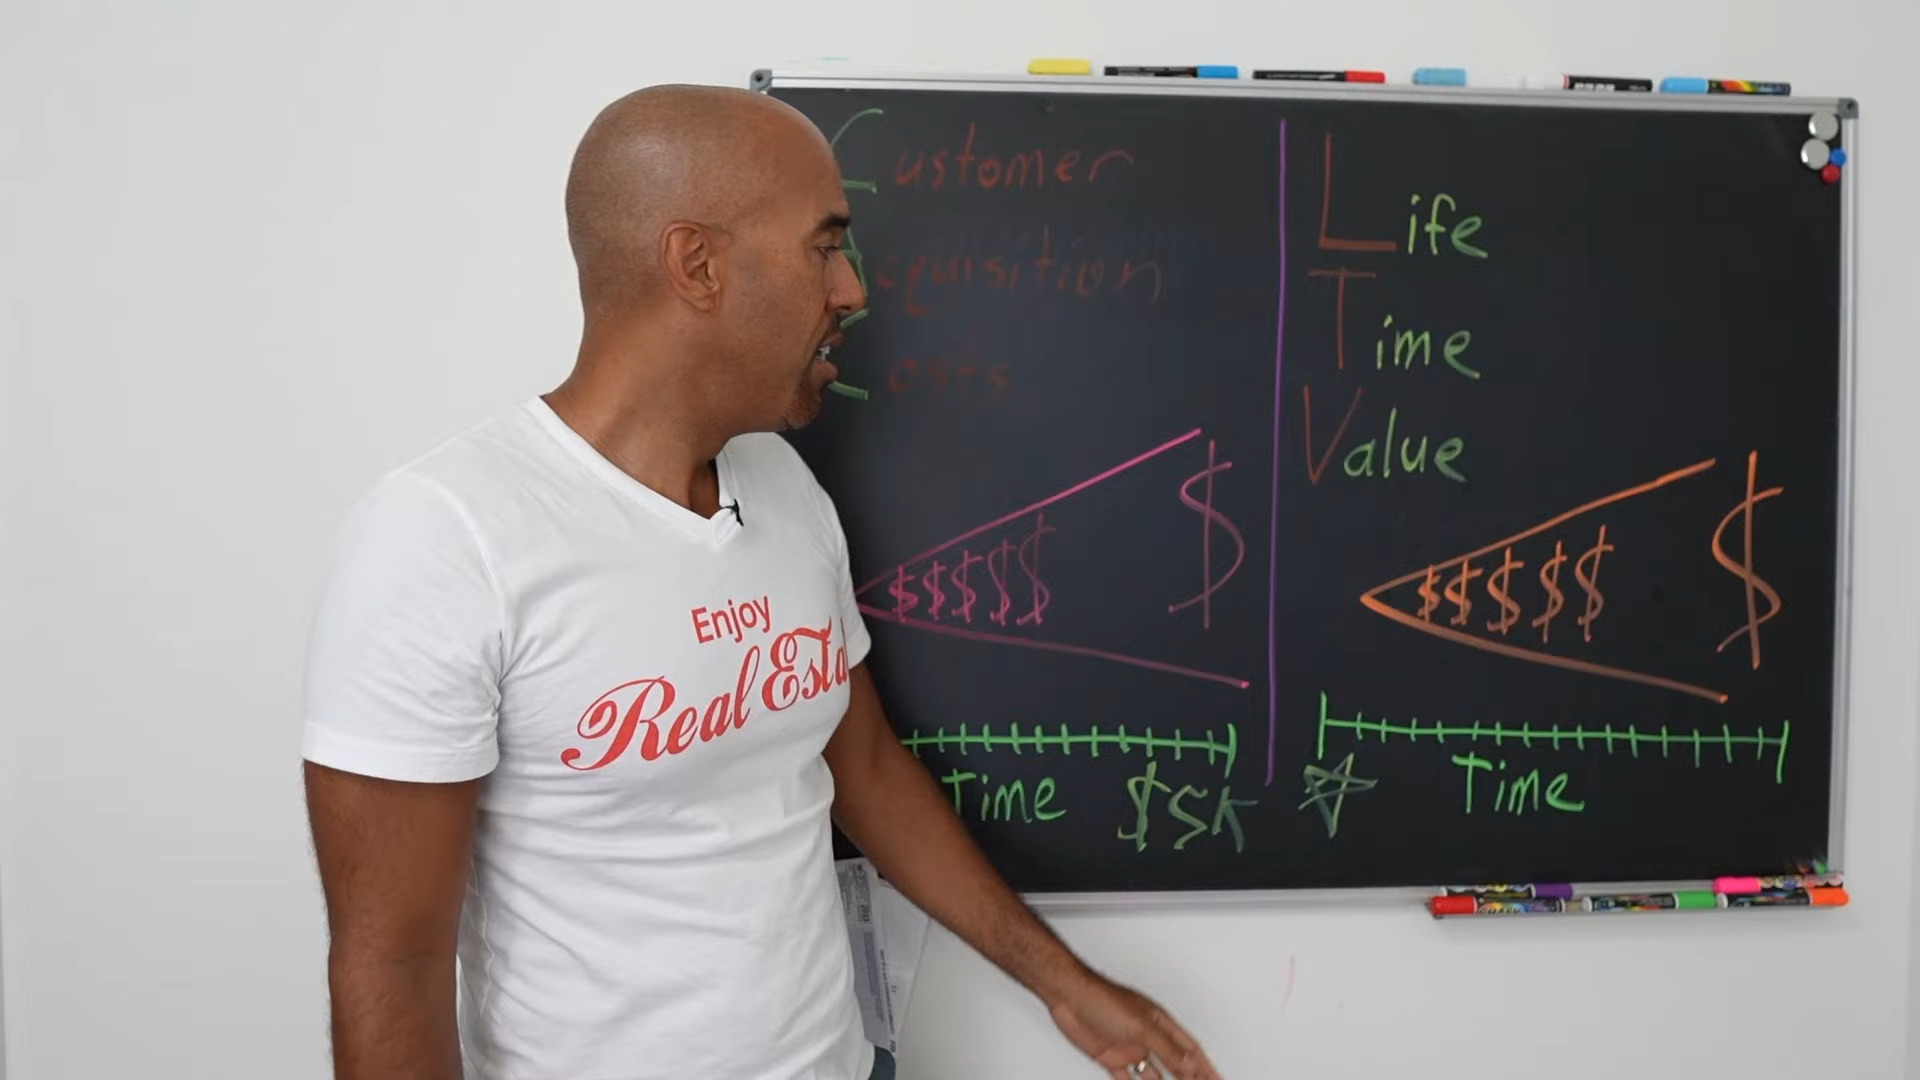 Customer
Acquisition
Costs
$ $ $ $ $ $
Time $5K
Life
Time
Value
$ $ $ $ $ $
Time
Enjoy
Real Esta